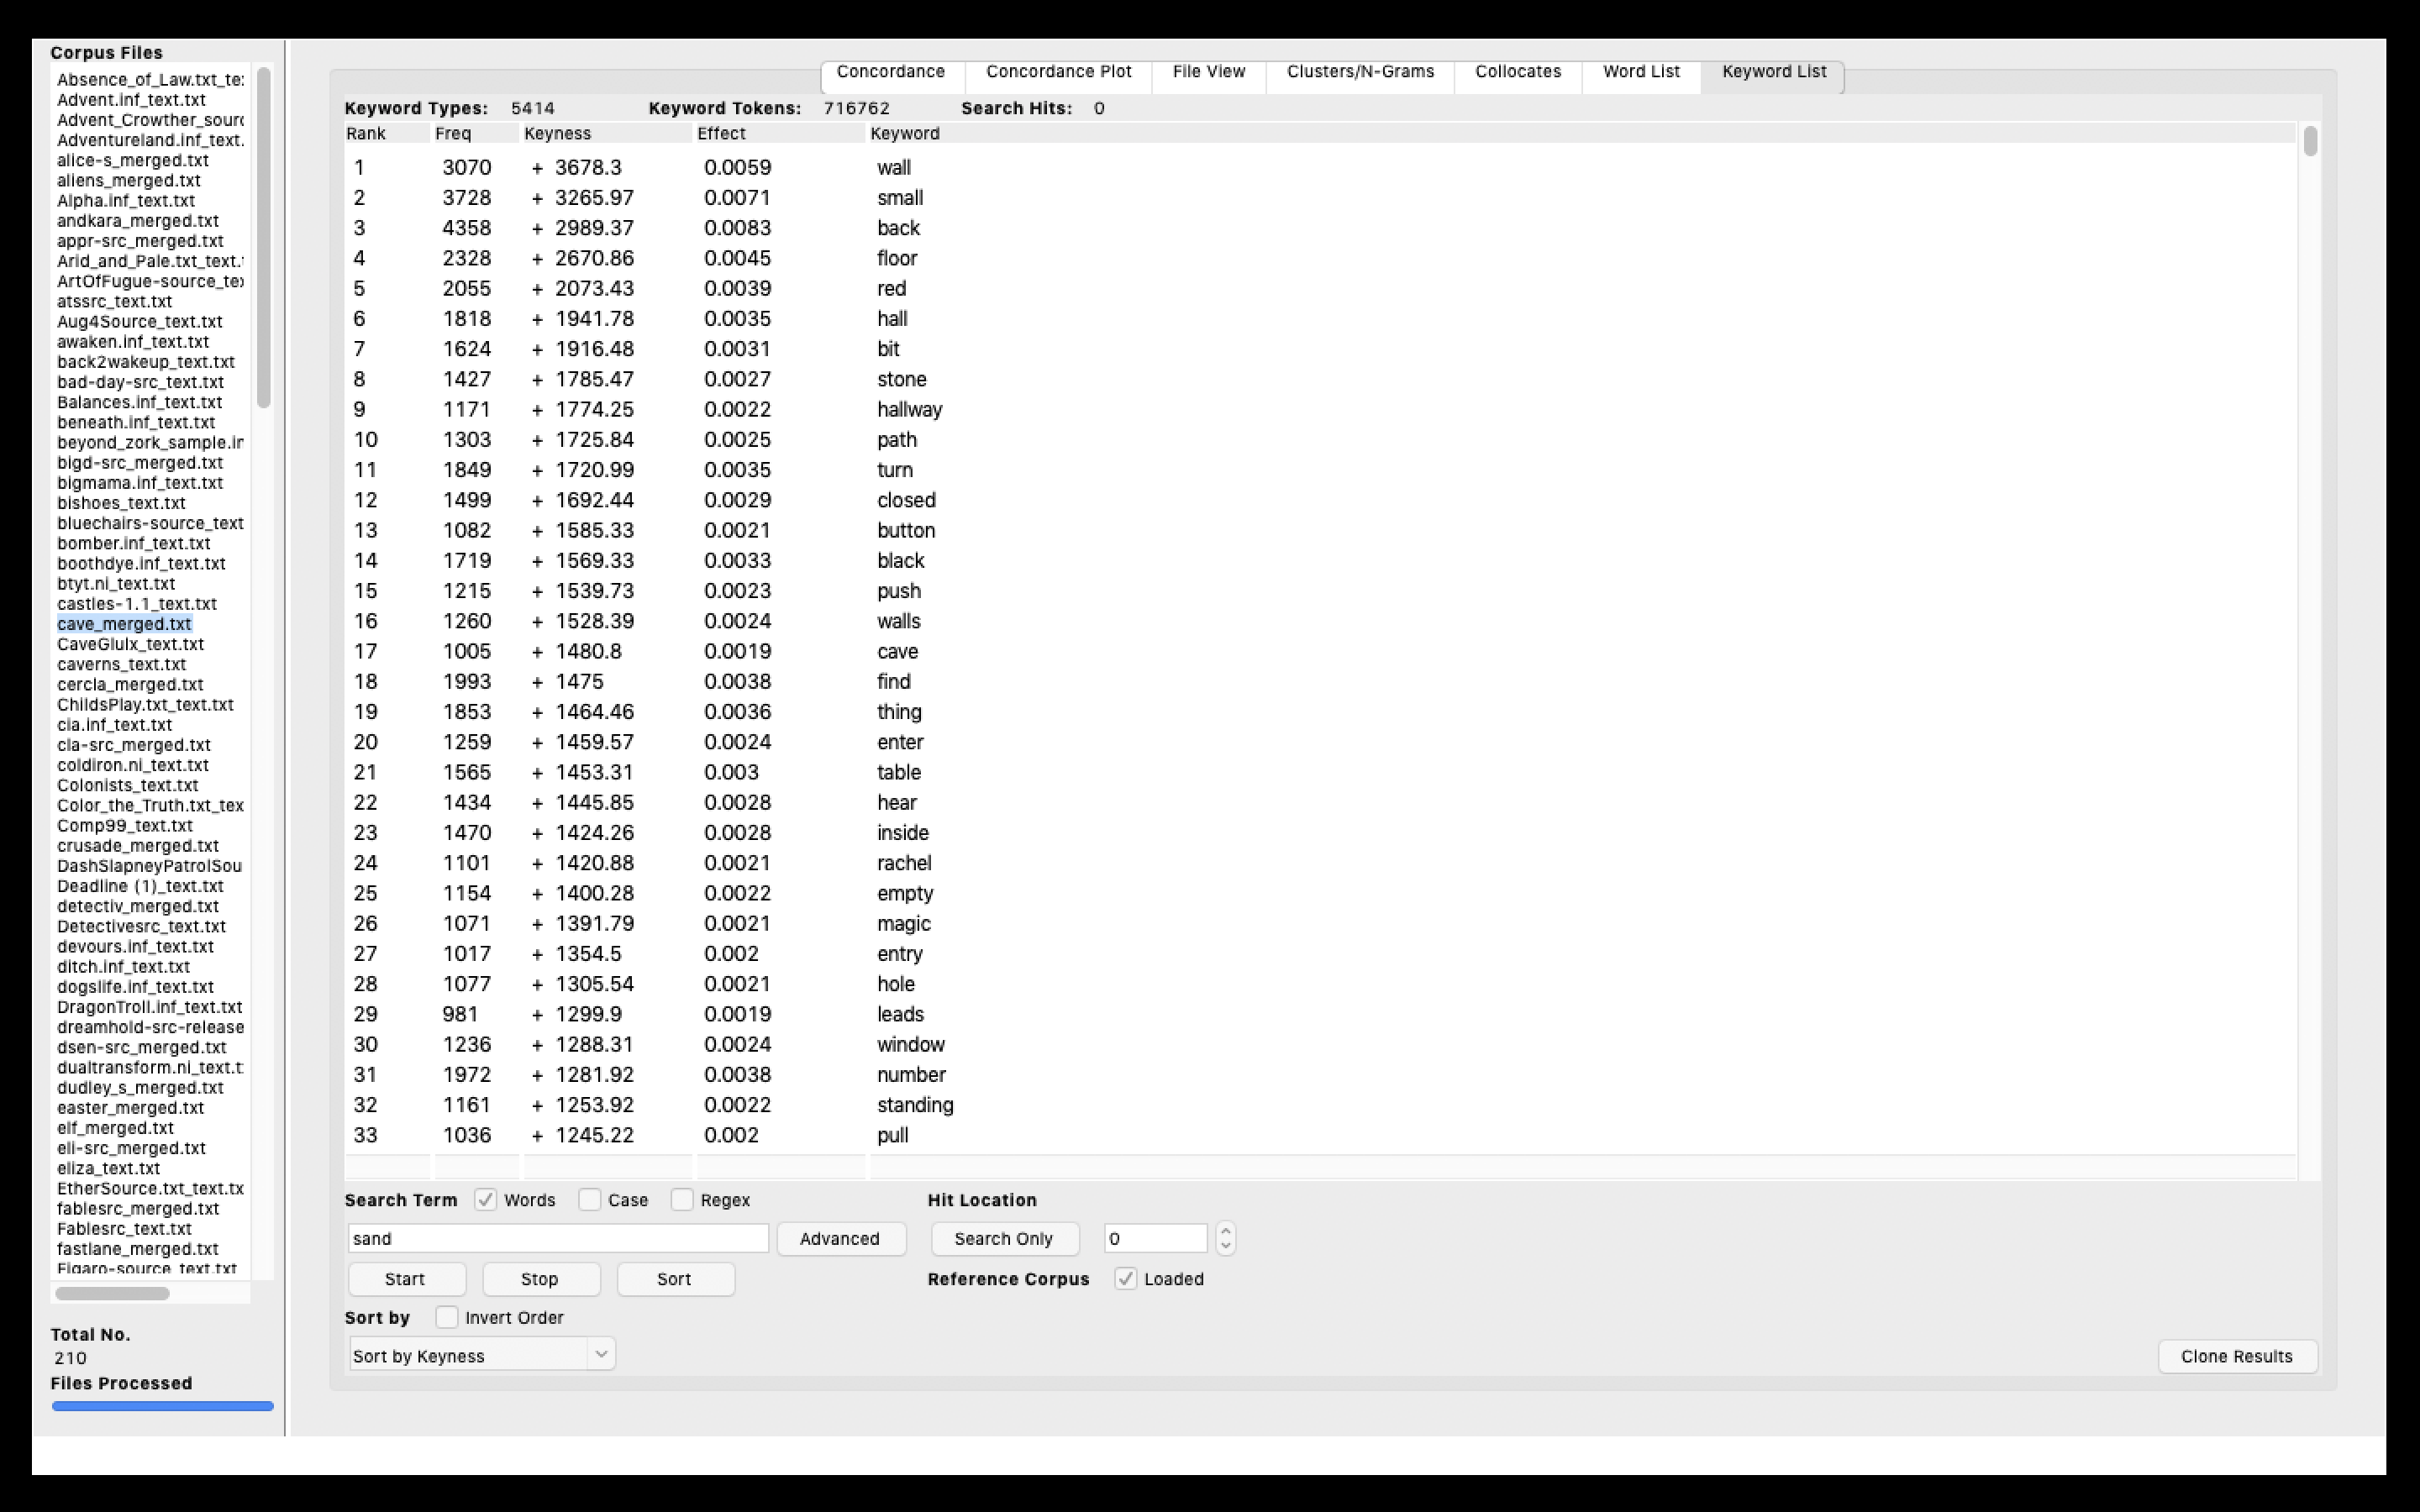 Corpus Files
Absence_of_Law.txt_te
Advent.inf_text.txt
Advent_Crowther_sourc
Adventureland.inf_text.
alice-s_merged.txt
aliens_merged.txt
Alpha.inf_text.txt
andkara_merged.txt
appr-src_merged.txt
Arid_and_Pale.txt_text.
ArtOfFugue-source_tex
atssrc_text.txt
Aug4Source_text.txt
awaken.inf_text.txt
back2wakeup_text.txt
bad-day-src_text.txt
Balances.inf_text.txt
beneath.inf_text.txt
beyond_zork_sample.in
bigd-src_merged.txt
bigmama.inf_text.txt
bishoes_text.txt
bluechairs-source_text
bomber.inf_text.txt
boothdye.inf_text.txt
btyt.ni_text.txt
castles-1.1_text.txt
cave_merged.txt
CaveGlulx_text.txt
caverns_text.txt
cercla_merged.txt
ChildsPlay.txt_text.txt
cia.inf_text.txt
cla-src_merged.txt
coldiron.ni_text.txt
Colonists_text.txt
Color_the_Truth.txt_tex
Comp99_text.txt
crusade_merged.txt
DashSlapneyPatrolSou
Deadline (1)_text.txt
detectiv_merged.txt
Detectivesrc_text.txt
devours.inf_text.txt
ditch.inf_text.txt
dogslife.inf_text.txt
DragonTroll.inf_text.txt
dreamhold-src-release
dsen-src_merged.txt
dualtransform.ni_text.t
dudley_s_merged.txt
easter_merged.txt
elf_merged.txt
eli-src_merged.txt
eliza_text.txt
EtherSource.txt_text.tx
fablesrc_merged.txt
Fablesrc_text.txt
fastlane_merged.txt
Figaro-source_text.txt
Total No.
210
Files Processed
Concordance Concordance Plot File View Clusters/N-Grams Collocates Word List Keyword List
Keyword Types: 5414 Keyword Tokens: 716762 Search Hits: 0
Rank Freq Keyness Effect Keyword
1 3070 + 3678.3 0.0059 wall
2 3728 + 3265.97 0.0071 small
3 4358 + 2989.37 0.0083 back
4 2328 + 2670.86 0.0045 floor
5 2055 + 2073.43 0.0039 red
6 1818 + 1941.78 0.0035 hall
7 1624 + 1916.48 0.0031 bit
8 1427 + 1785.47 0.0027 stone
9 1171 + 1774.25 0.0022 hallway
10 1303 + 1725.84 0.0025 path
11 1849 + 1720.99 0.0035 turn
12 1499 + 1692.44 0.0029 closed
13 1082 + 1585.33 0.0021 button
14 1719 + 1569.33 0.0033 black
15 1215 + 1539.73 0.0023 push
16 1260 + 1528.39 0.0024 walls
17 1005 + 1480.8 0.0019 cave
18 1993 + 1475 0.0038 find
19 1853 + 1464.46 0.0036 thing
20 1259 + 1459.57 0.0024 enter
21 1565 + 1453.31 0.003 table
22 1434 + 1445.85 0.0028 hear
23 1470 + 1424.26 0.0028 inside
24 1101 + 1420.88 0.0021 rachel
25 1154 + 1400.28 0.0022 empty
26 1071 + 1391.79 0.0021 magic
27 1017 + 1354.5 0.002 entry
28 1077 + 1305.54 0.0021 hole
29 981 + 1299.9 0.0019 leads
30 1236 + 1288.31 0.0024 window
31 1972 + 1281.92 0.0038 number
32 1161 + 1253.92 0.0022 standing
33 1036 + 1245.22 0.002 pull
Search Term Words Case Regex Hit Location
sand Advanced Search Only 0
Start Stop Sort Reference Corpus Loaded
Sort by Invert Order
Sort by Keyness Clone Results